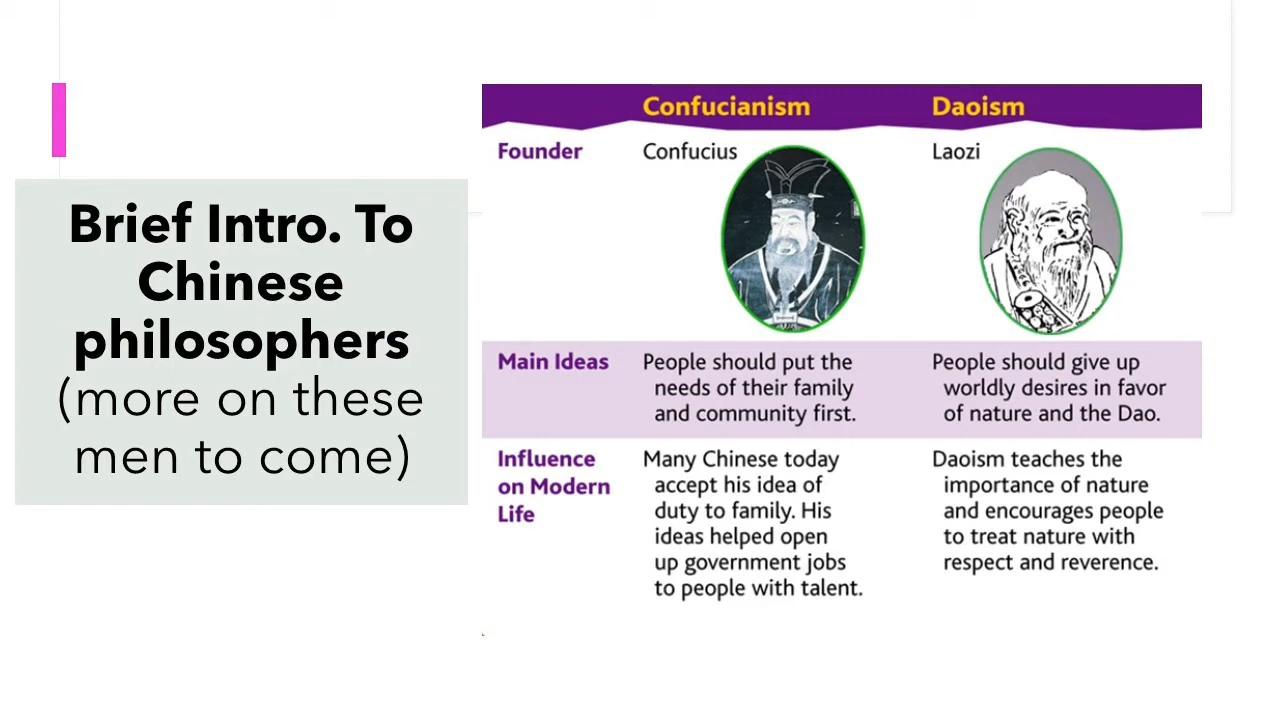 Brief Intro. To
Chinese
philosophers
(more on these
men to come)
Confucianism
Daoism
Founder
Confucius
Laozi
Main Ideas
People should put the
needs of their family
and community first.
People should give up
worldly desires in favor
of nature and the Dao.
Influence
on Modern
Life
Many Chinese today
accept his idea of
duty to family. His
ideas helped open
up government jobs
to people with talent.
Daoism teaches the
importance of nature
and encourages people
to treat nature with
respect and reverence.